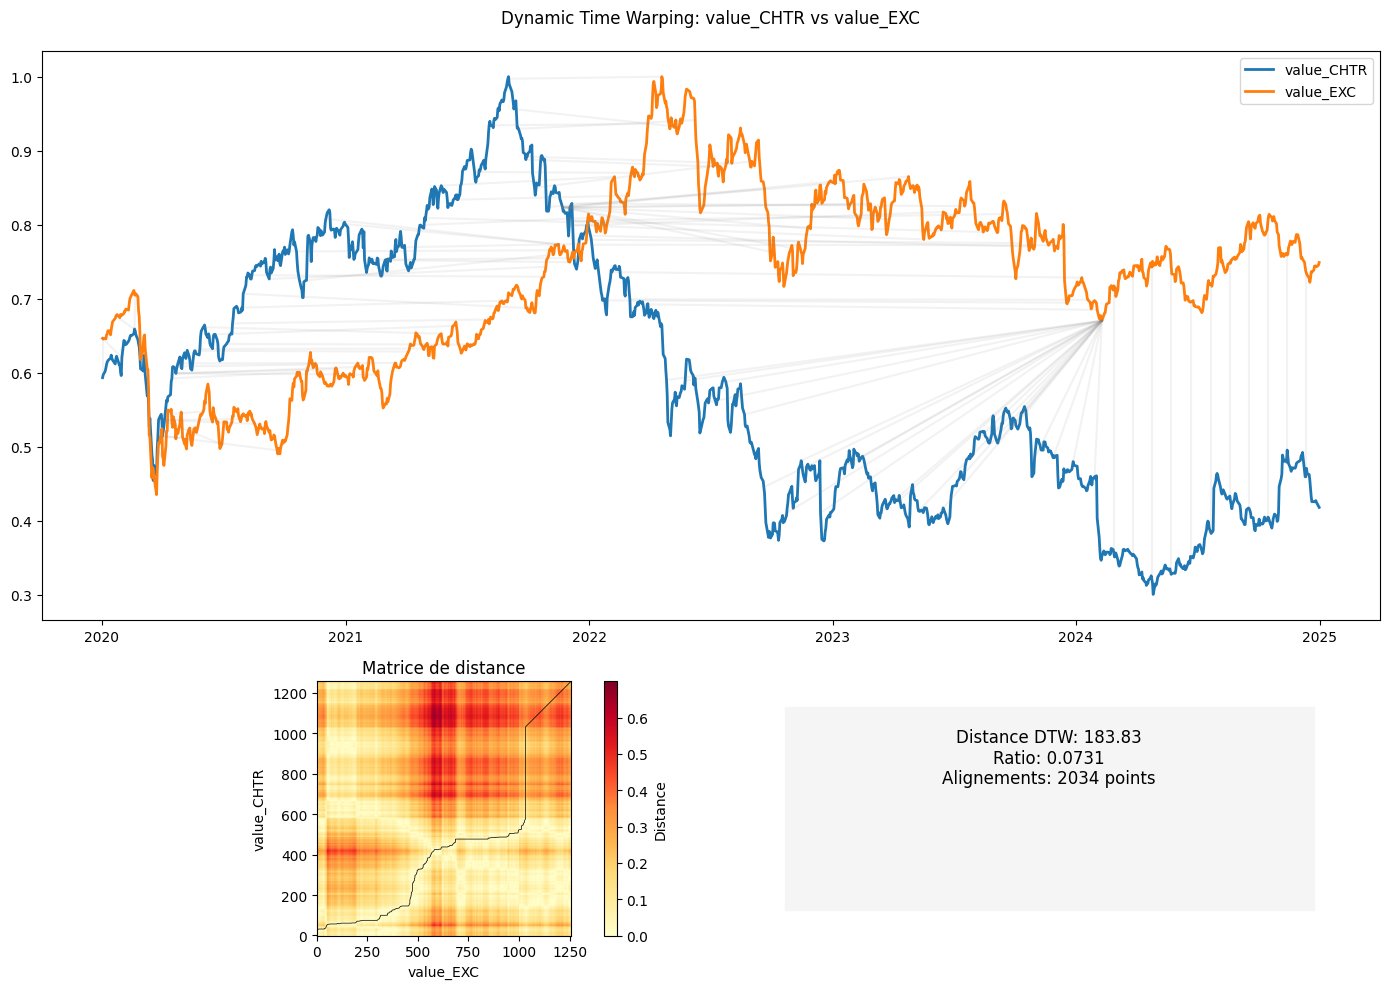 Dynamic Time Warping: value_CHTR vs value_EXC
1.0
0.9
0.8
0.7
0.6
0.5
0.4
0.3
value_CHTR
value_EXC
2020 2021 2022 2023 2024 2025
Matrice de distance
1200
1000
800
600
400
200
0
value_CHTR
0 250 500 750 1000 1250
value_EXC
0.6
0.5
0.4
0.3
0.2
0.1
0.0
Distance
Distance DTW: 183.83
Ratio: 0.0731
Alignements: 2034 points